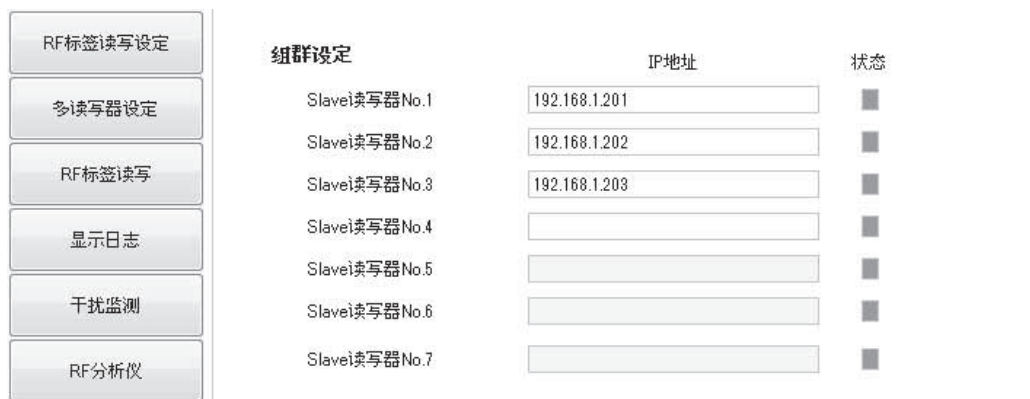 RF标签读写设定
多读写器设定
RF标签读写
显示日志
干扰监测
RF分析仪
组群设定
IP地址 状态
Slave读写器No.1 192.168.1.201
Slave读写器No.2 192.168.1.202
Slave读写器No.3 192.168.1.203
Slave读写器No.4
Slave读写器No.5
Slave读写器No.6
Slave读写器No.7